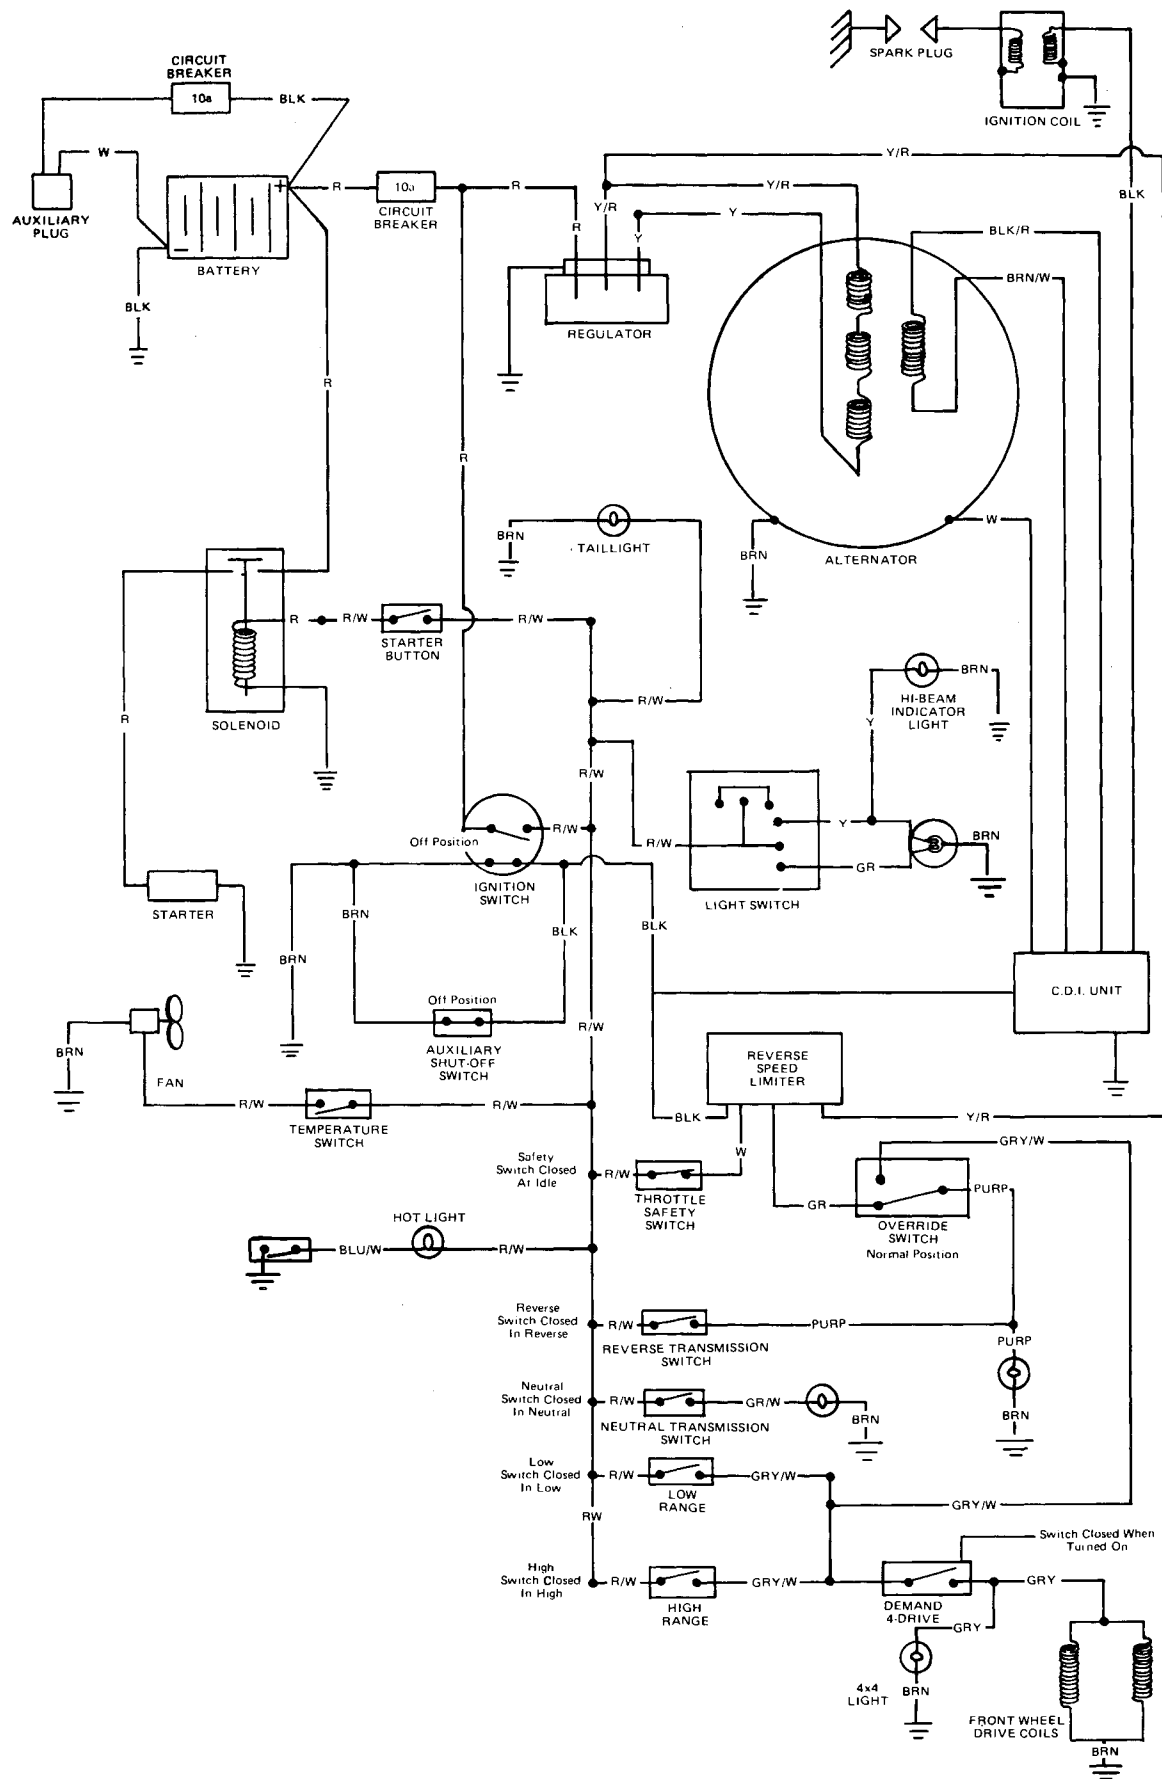 SPARK PLUG
IGNITION COIL
CIRCUIT
BREAKER
10a
BLK
W
AUXILIARY
PLUG
+
−
BATTERY
BLK
R
10a
CIRCUIT
BREAKER
R
R
Y/R
Y/R
Y/R
Y
Y
R
REGULATOR
BLK
BLK/R
BRN/W
R
R
TAILLIGHT
BRN
BRN
ALTERNATOR
W
SOLENOID
R
R/W
STARTER
BUTTON
R/W
R/W
R
R/W
HI-BEAM
INDICATOR
LIGHT
BRN
Y
Off Position
R/W
IGNITION
SWITCH
R/W
Y
GR
BRN
LIGHT SWITCH
STARTER
BRN
BRN
BLK
BLK
Off Position
AUXILIARY
SHUT-OFF
SWITCH
R/W
C.D.I. UNIT
BRN
FAN
R/W
TEMPERATURE
SWITCH
R/W
REVERSE
SPEED
LIMITER
BLK
W
Y/R
GRY/W
Safety
Switch Closed
At Idle
R/W
THROTTLE
SAFETY
SWITCH
GR
PURP
OVERRIDE
SWITCH
Normal Position
HOT LIGHT
BLU/W
R/W
Reverse
Switch Closed
In Reverse
R/W
PURP
REVERSE TRANSMISSION
SWITCH
PURP
BRN
Neutral
Switch Closed
In Neutral
R/W
GR/W
BRN
NEUTRAL TRANSMISSION
SWITCH
Low
Switch Closed
In Low
R/W
GRY/W
LOW
RANGE
GRY/W
RW
Switch Closed When
Turned On
High
Switch Closed
In High
R/W
GRY/W
HIGH
RANGE
DEMAND
4-DRIVE
GRY
GRY
4x4
LIGHT
BRN
FRONT WHEEL
DRIVE COILS
BRN